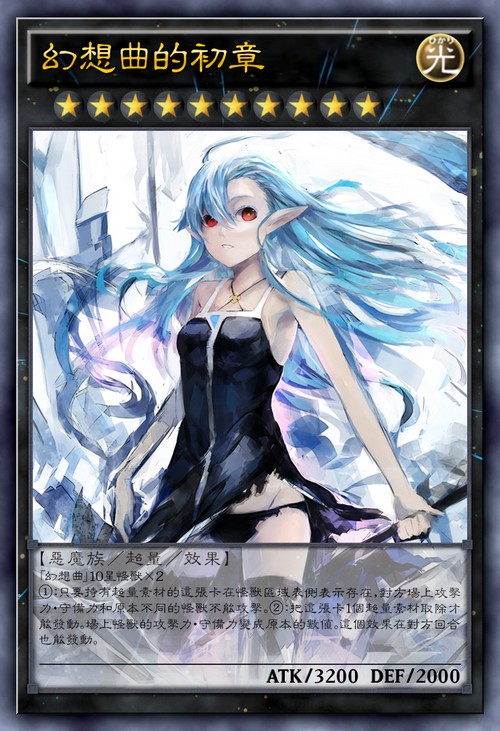 幻想曲的初章
ひかり
光
【惡魔族／超量／效果】
「幻想曲」10星怪獸×2
①:只要持有超量素材的這張卡在怪獸區域表側表示存在,對方場上攻擊
力･守備力和原本不同的怪獸不能攻擊。②:把這張卡1個超量素材取除才
能發動。場上怪獸的攻擊力･守備力變成原本的數值。這個效果在對方回合
也能發動。
ATK/3200 DEF/2000